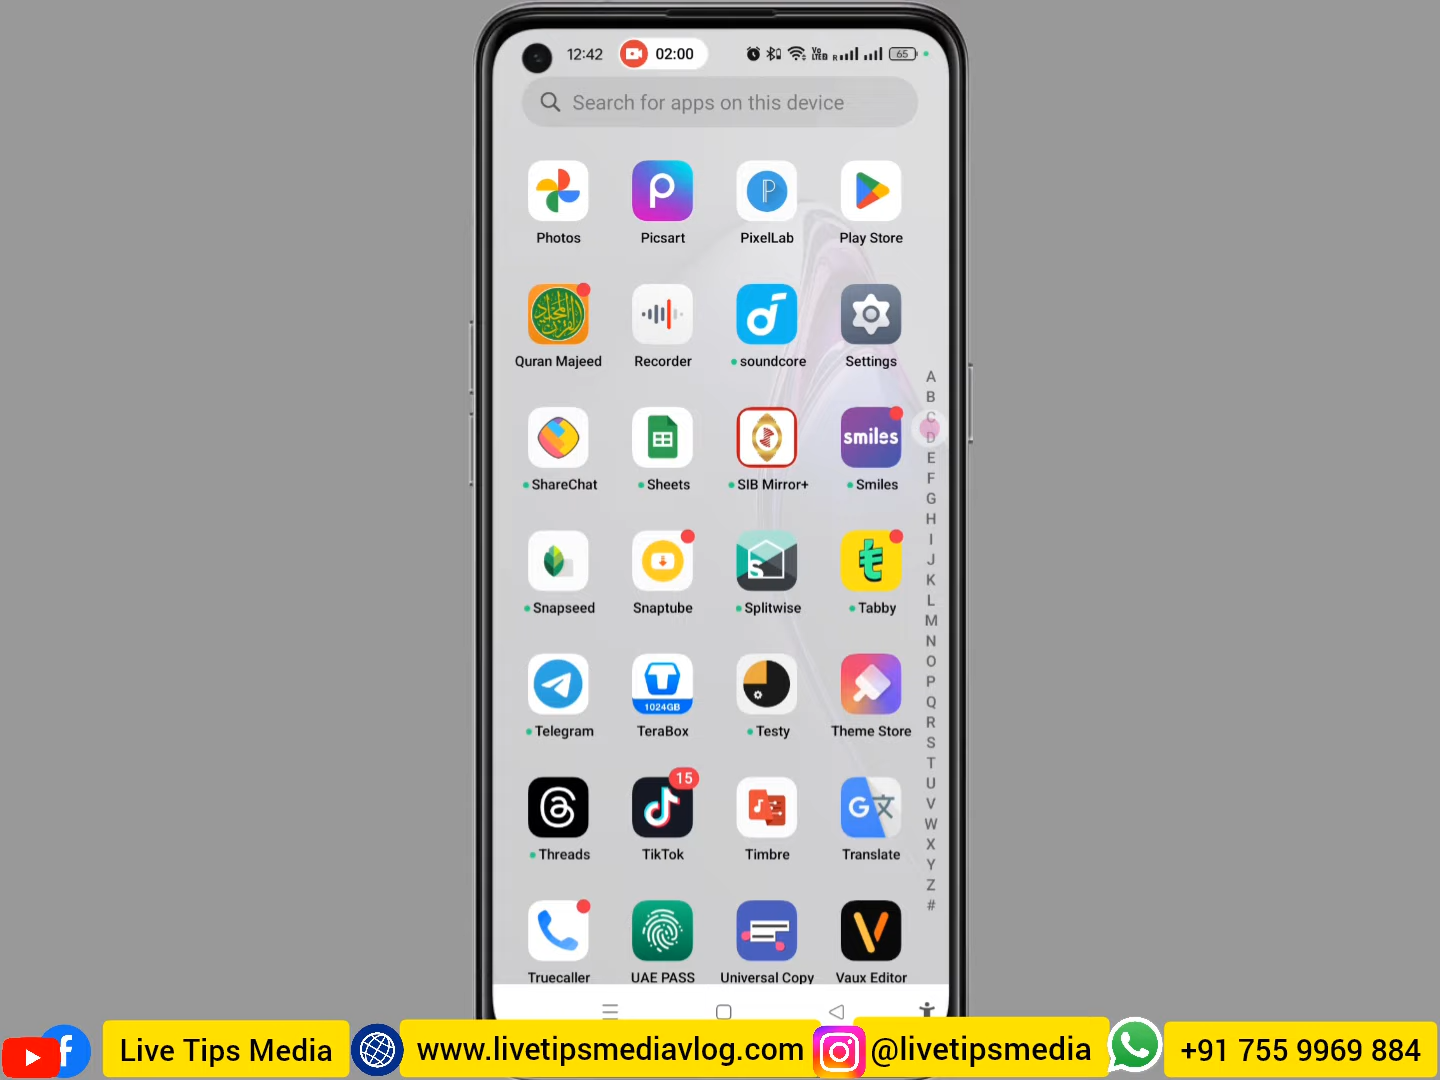 12:42 02:00 Vo LTEB R 65
Search for apps on this device
Photos Picsart PixelLab Play Store
Quran Majeed Recorder soundcore Settings
A
B
C
D
smiles
ShareChat Sheets SIB Mirror+ Smiles
E
F
G
H
I
J
K
L
M
N
O
P
Q
R
S
T
U
V
W
X
Y
Z
#
Snapseed Snaptube Splitwise Tabby
1024GB
Telegram TeraBox Testy Theme Store
15
Threads TikTok Timbre Translate
Truecaller UAE PASS Universal Copy Vaux Editor
Live Tips Media www.livetipsmediavlog.com @livetipsmedia +91 755 9969 884